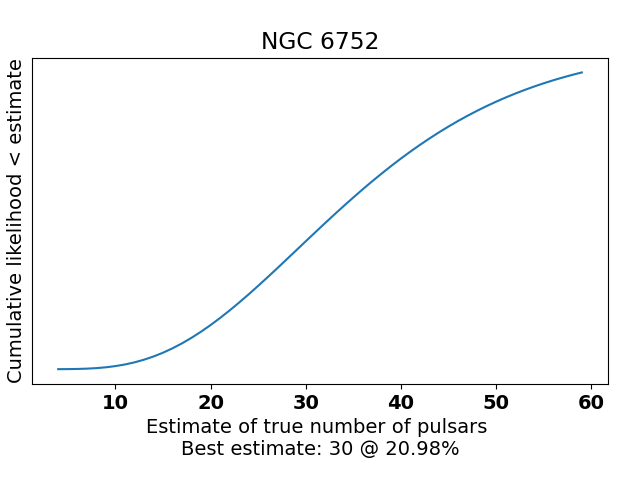 NGC 6752
Cumulative likelihood < estimate
10 20 30 40 50 60
Estimate of true number of pulsars
Best estimate: 30 @ 20.98%